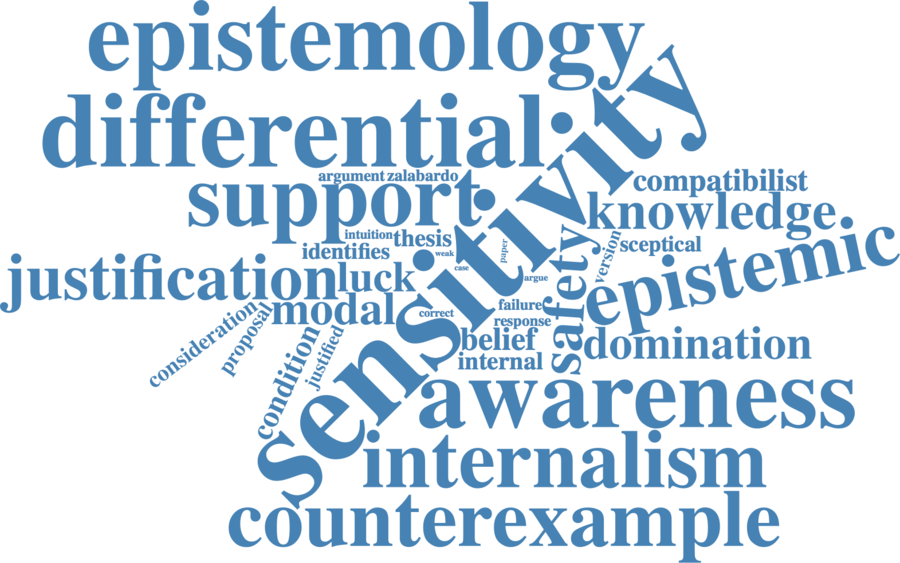 epistemology
differential
sensitivity
argument zalabardo
support
compatibilist
knowledge
intuition
thesis
identifies
weak
case
paper
argue
version
sceptical
justification
luck
modal
correct
failure
response
safety
epistemic
consideration
proposal
condition
justified
belief
internal
domination
awareness
internalism
counterexample